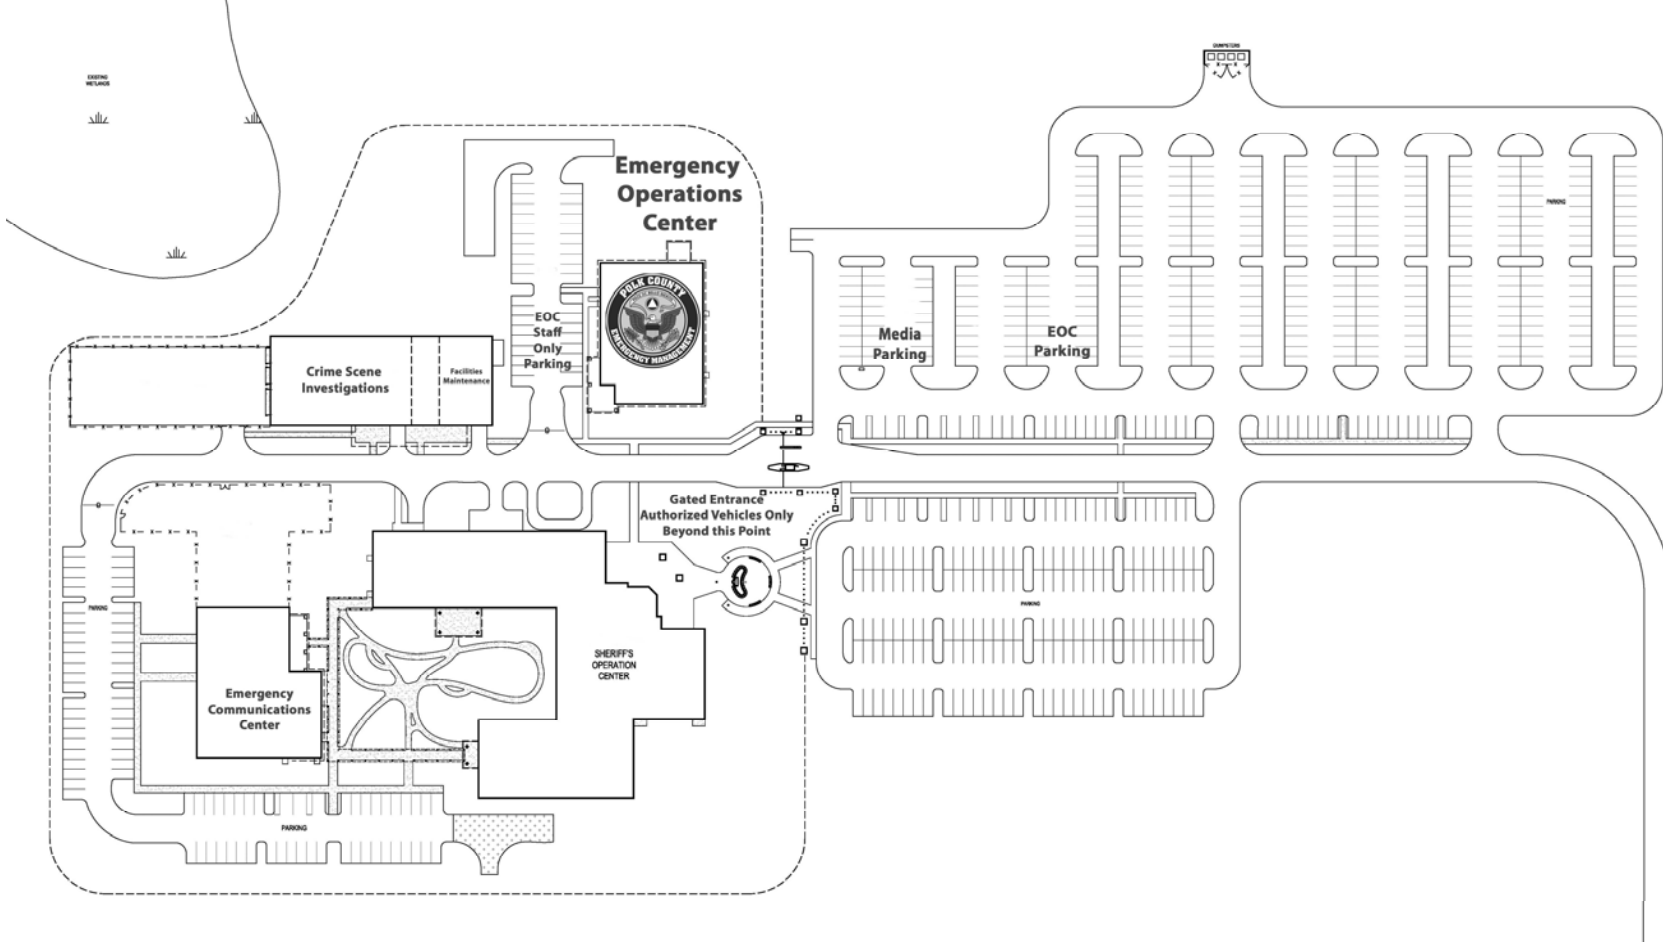 DUMPSTERS
EXISTING
WETLANDS
Emergency
Operations
Center
PARKING
POLK COUNTY
EMERGENCY MANAGEMENT
EOC
Staff
Only
Parking
Media
Parking
EOC
Parking
Crime Scene
Investigations
Facilities
Maintenance
Gated Entrance
Authorized Vehicles Only
Beyond this Point
PARKING
PARKING
SHERIFF'S
OPERATION
CENTER
Emergency
Communications
Center
PARKING